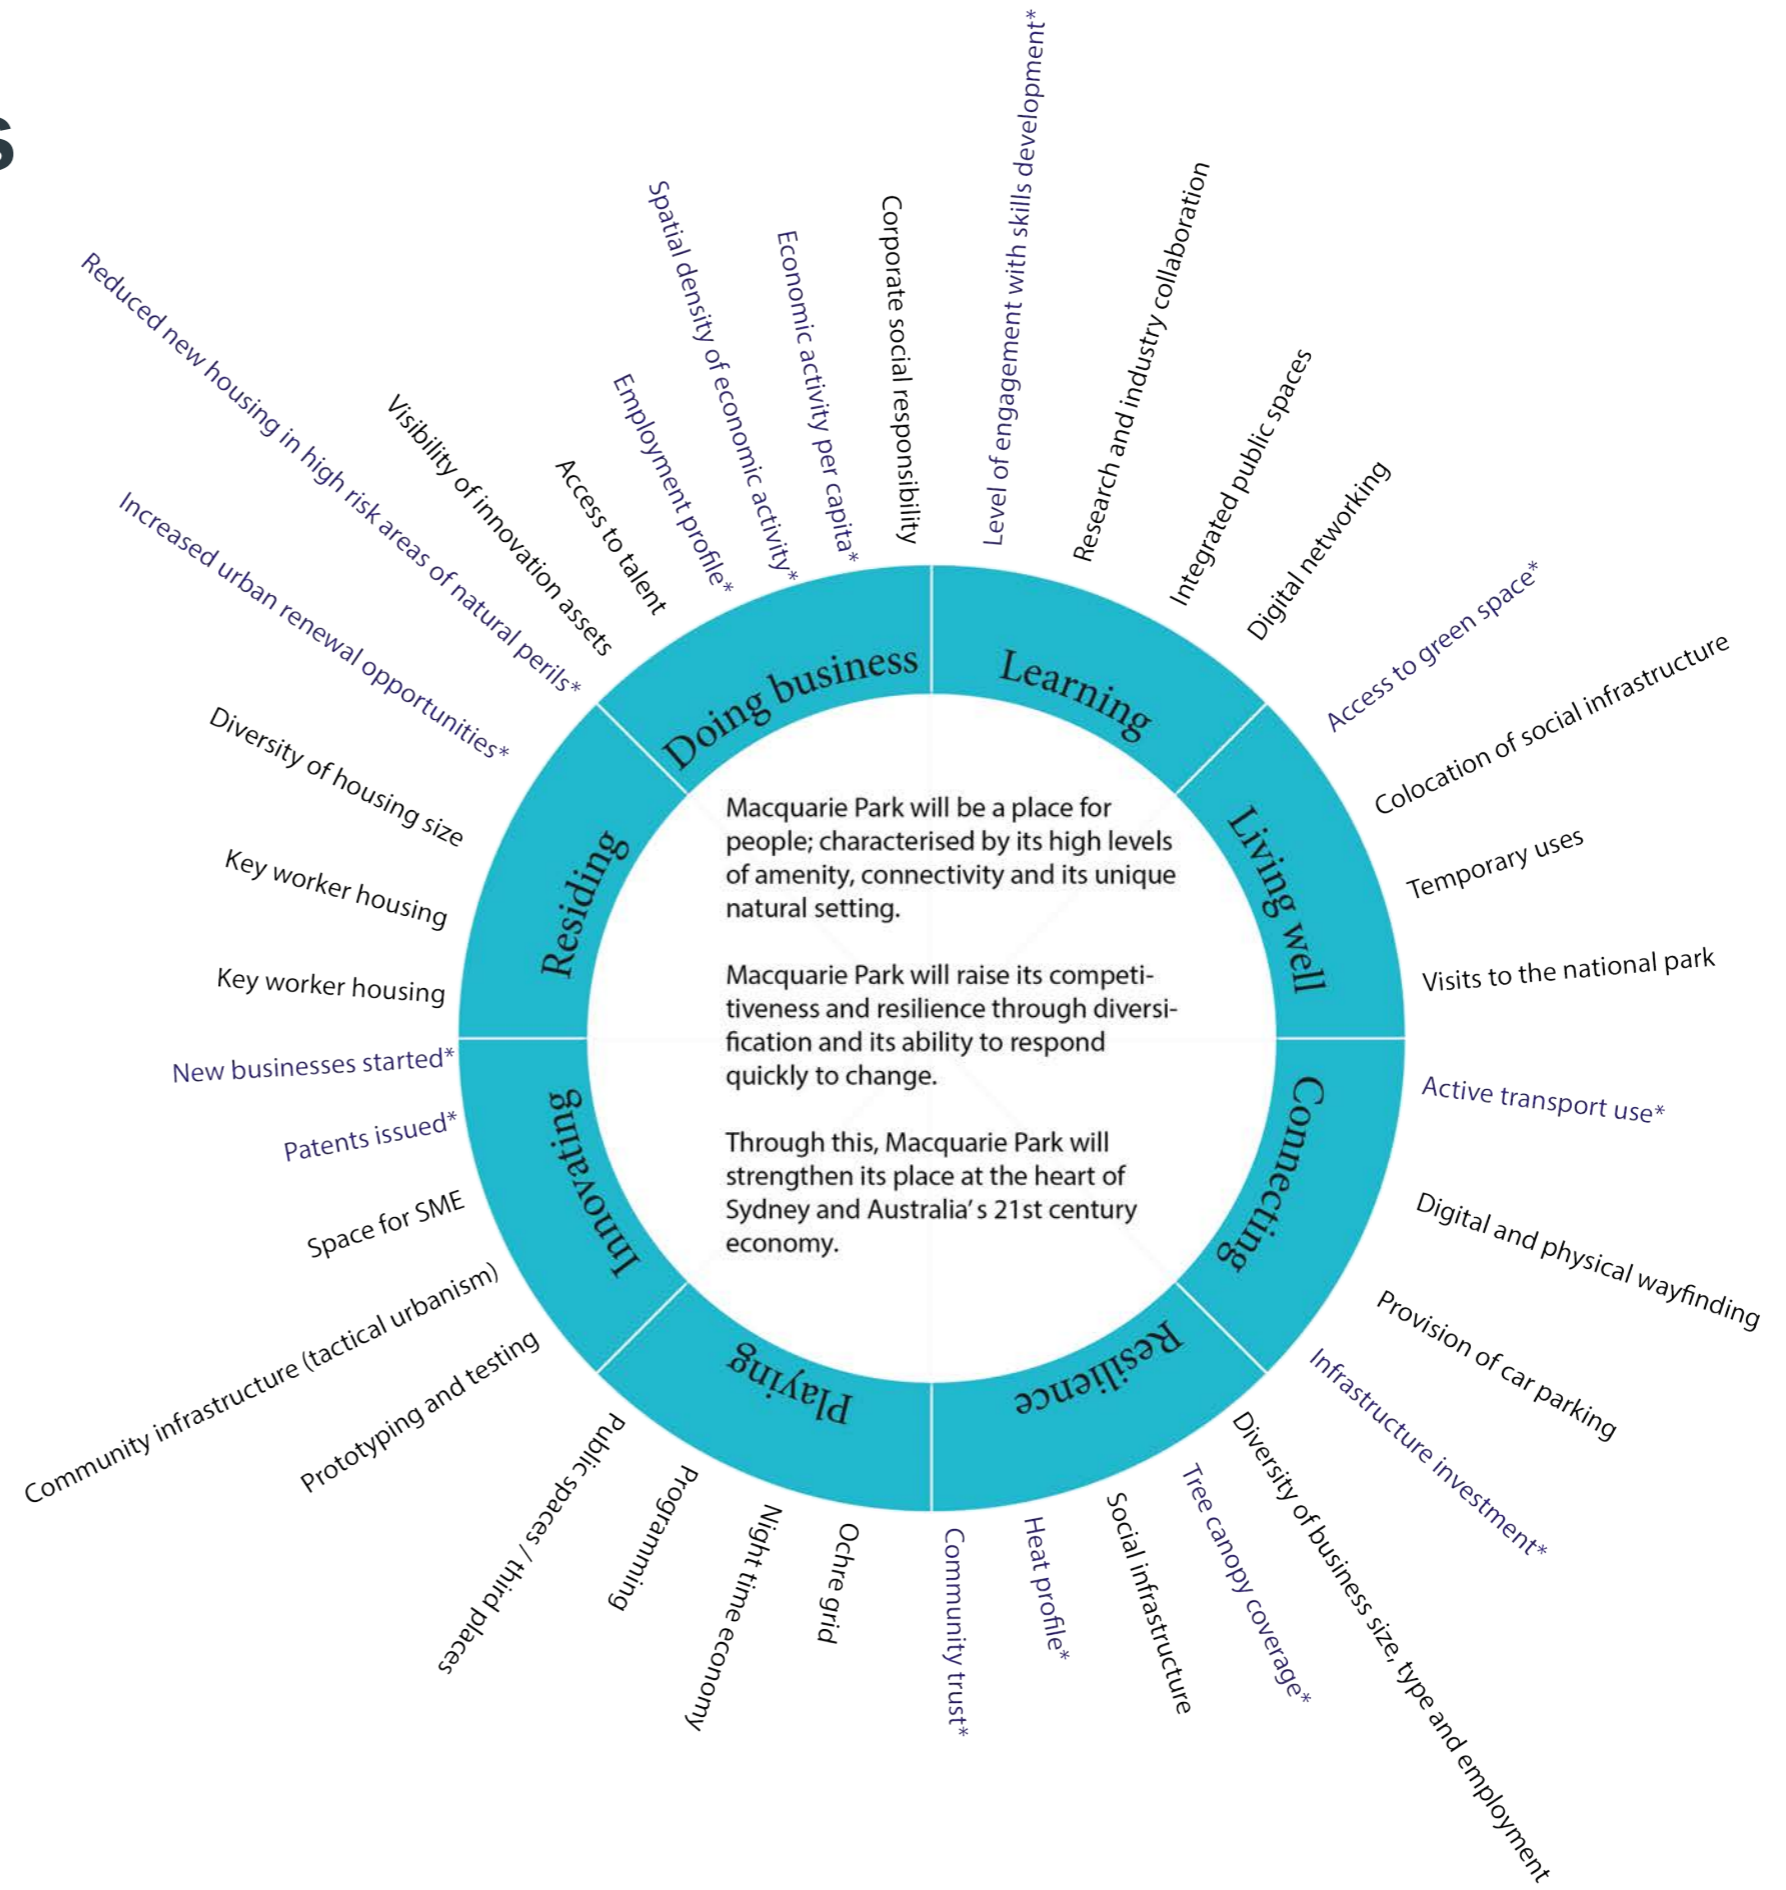 s
Level of engagement with skills development*
Research and industry collaboration
Integrated public spaces
Digital networking
Access to green space*
Colocation of social infrastructure
Temporary uses
Visits to the national park
Active transport use*
Digital and physical wayfinding
Provision of car parking
Infrastructure investment*
Diversity of business size, type and employment
Tree canopy coverage*
Social infrastructure
Heat profile*
Community trust*
Ochre grid
Night time economy
Programming
Public spaces / third places
Prototyping and testing
Community infrastructure (tactical urbanism)
Space for SME
Patents issued*
New businesses started*
Key worker housing
Key worker housing
Diversity of housing size
Increased urban renewal opportunities*
Reduced new housing in high risk areas of natural perils*
Visibility of innovation assets
Access to talent
Employment profile*
Spatial density of economic activity*
Economic activity per capita*
Corporate social responsibility
Learning
Living well
Connecting
Resilience
Playing
Innovating
Residing
Doing business
Macquarie Park will be a place for
people; characterised by its high levels
of amenity, connectivity and its unique
natural setting.
Macquarie Park will raise its competi-
tiveness and resilience through diversi-
fication and its ability to respond
quickly to change.
Through this, Macquarie Park will
strengthen its place at the heart of
Sydney and Australia's 21st century
economy.